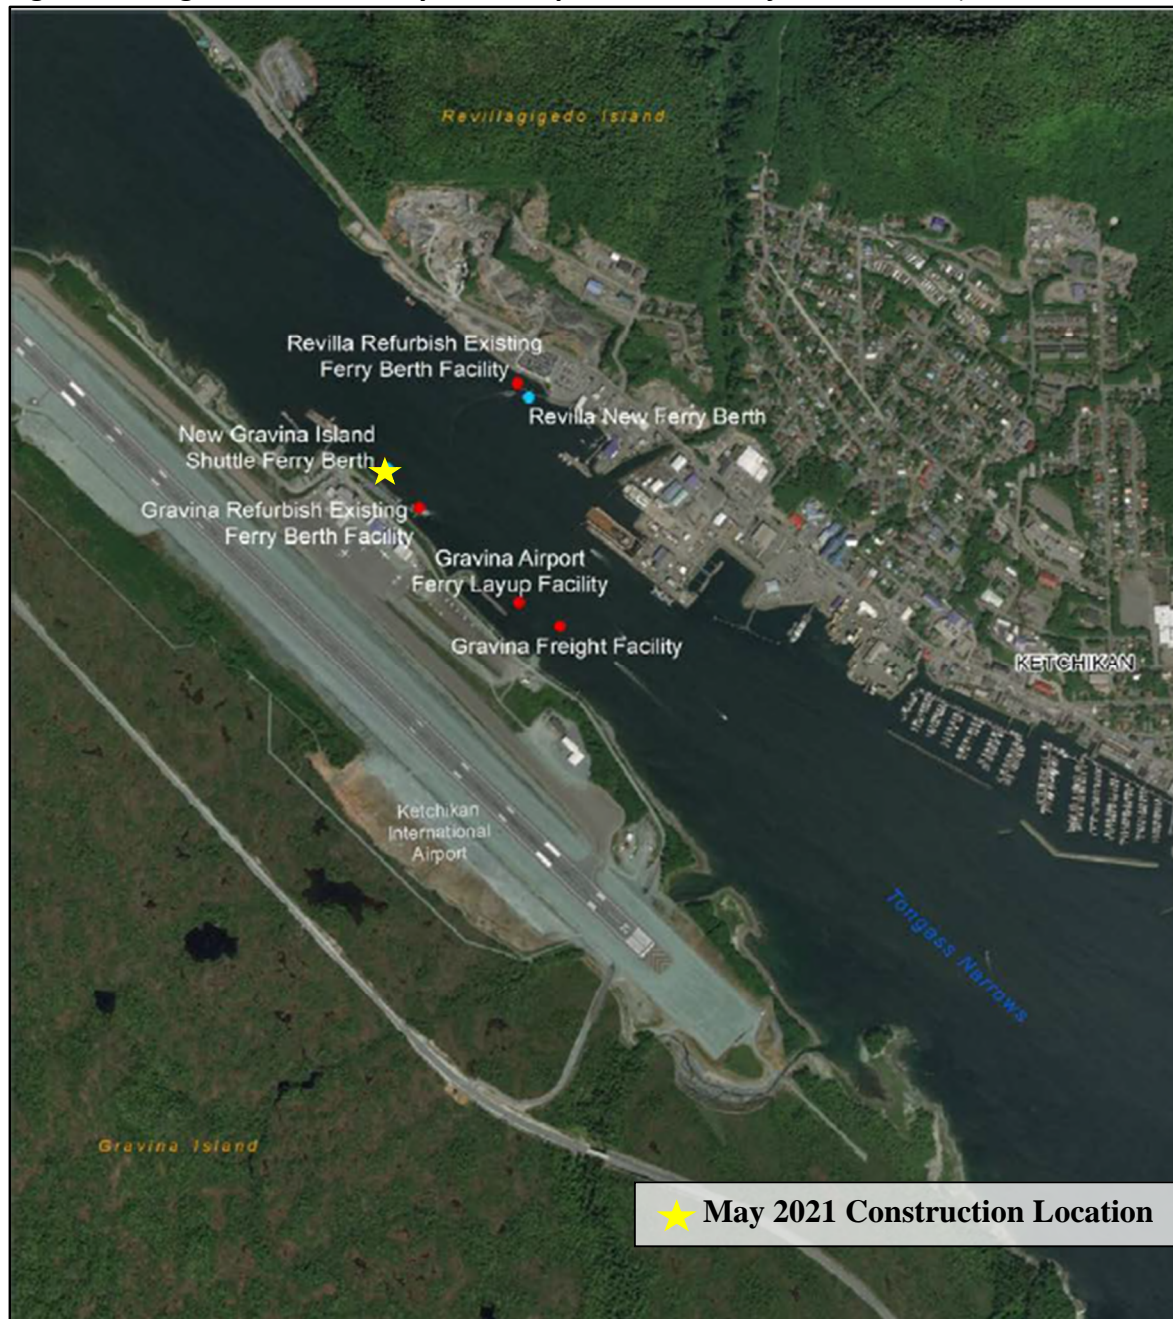 Revillagigedo Island
Revilla Refurbish Existing
Ferry Berth Facility
Revilla New Ferry Berth
New Gravina Island
Shuttle Ferry Berth
Gravina Refurbish Existing
Ferry Berth Facility
Gravina Airport
Ferry Layup Facility
Gravina Freight Facility
KETCHIKAN
Ketchikan
International
Airport
Tongass Narrows
Gravina Island
May 2021 Construction Location